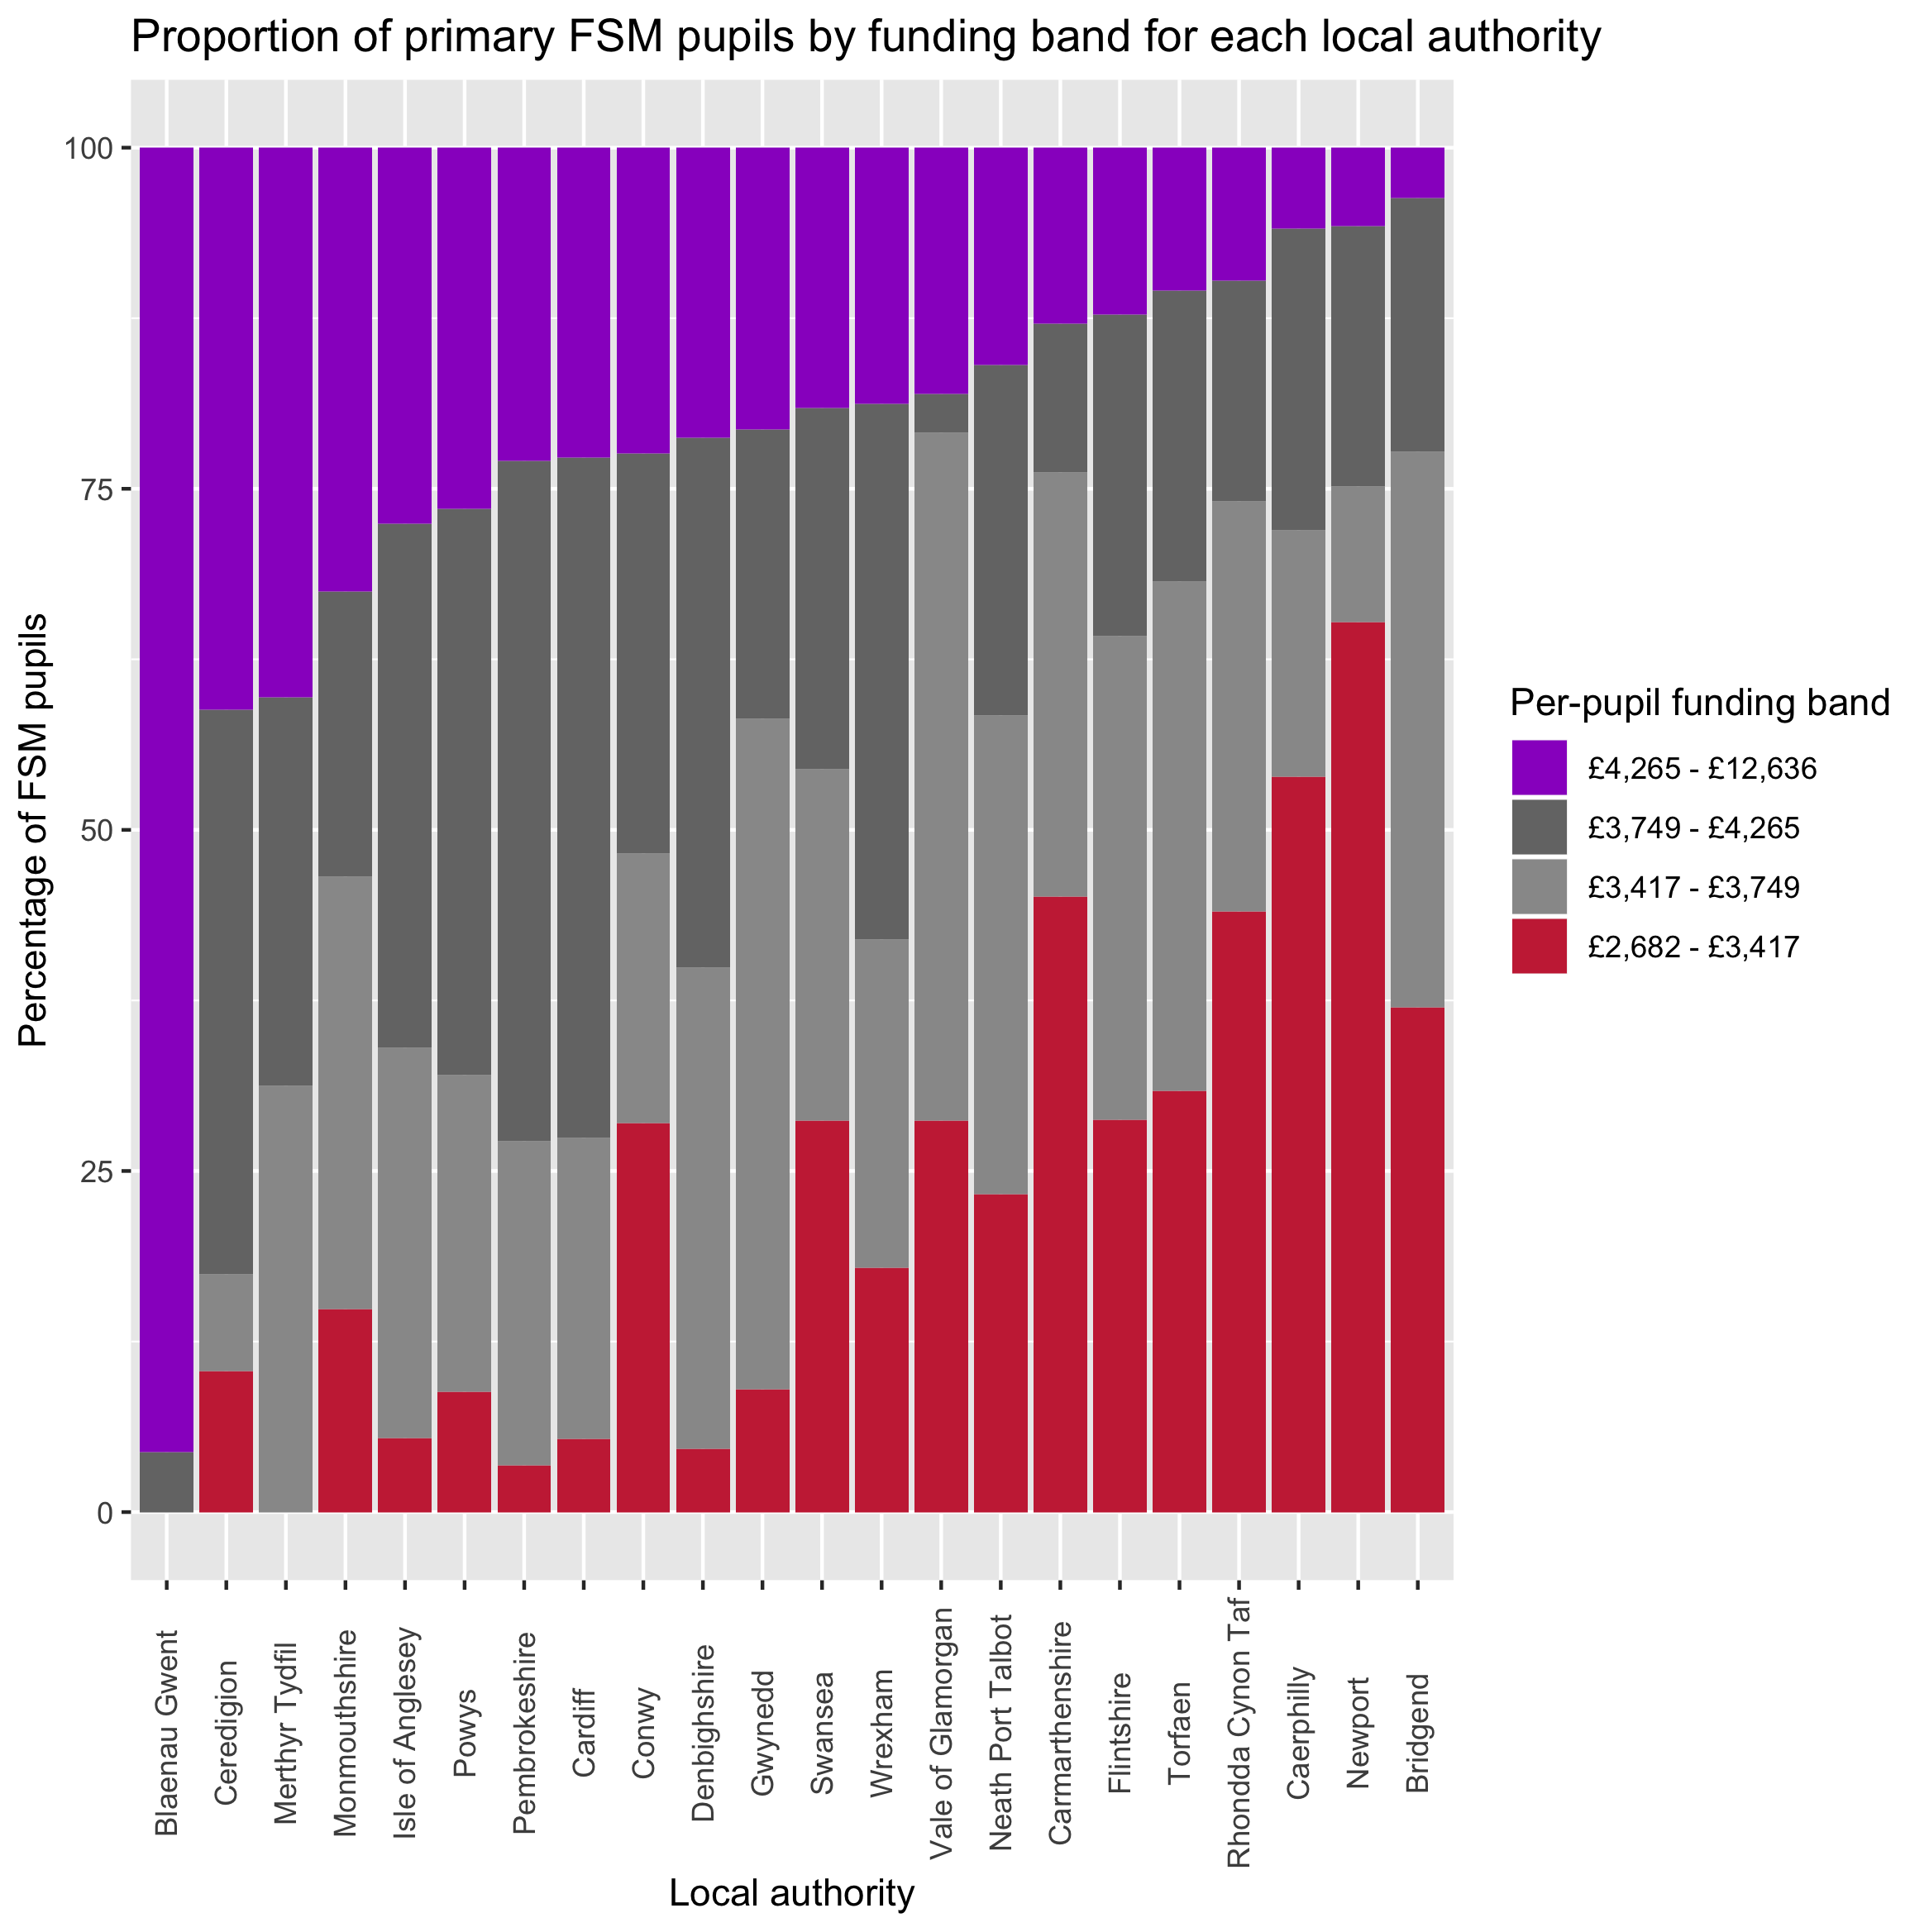 Proportion of primary FSM pupils by funding band for each local authority
100
75
50
25
0
Percentage of FSM pupils
Blaenau Gwent
Ceredigion
Merthyr Tydfil
Monmouthshire
Isle of Anglesey
Powys
Pembrokeshire
Cardiff
Conwy
Denbighshire
Gwynedd
Swansea
Wrexham
Vale of Glamorgan
Neath Port Talbot
Carmarthenshire
Flintshire
Torfaen
Rhondda Cynon Taf
Caerphilly
Newport
Bridgend
Local authority
Per-pupil funding band
£4,265 - £12,636
£3,749 - £4,265
£3,417 - £3,749
£2,682 - £3,417